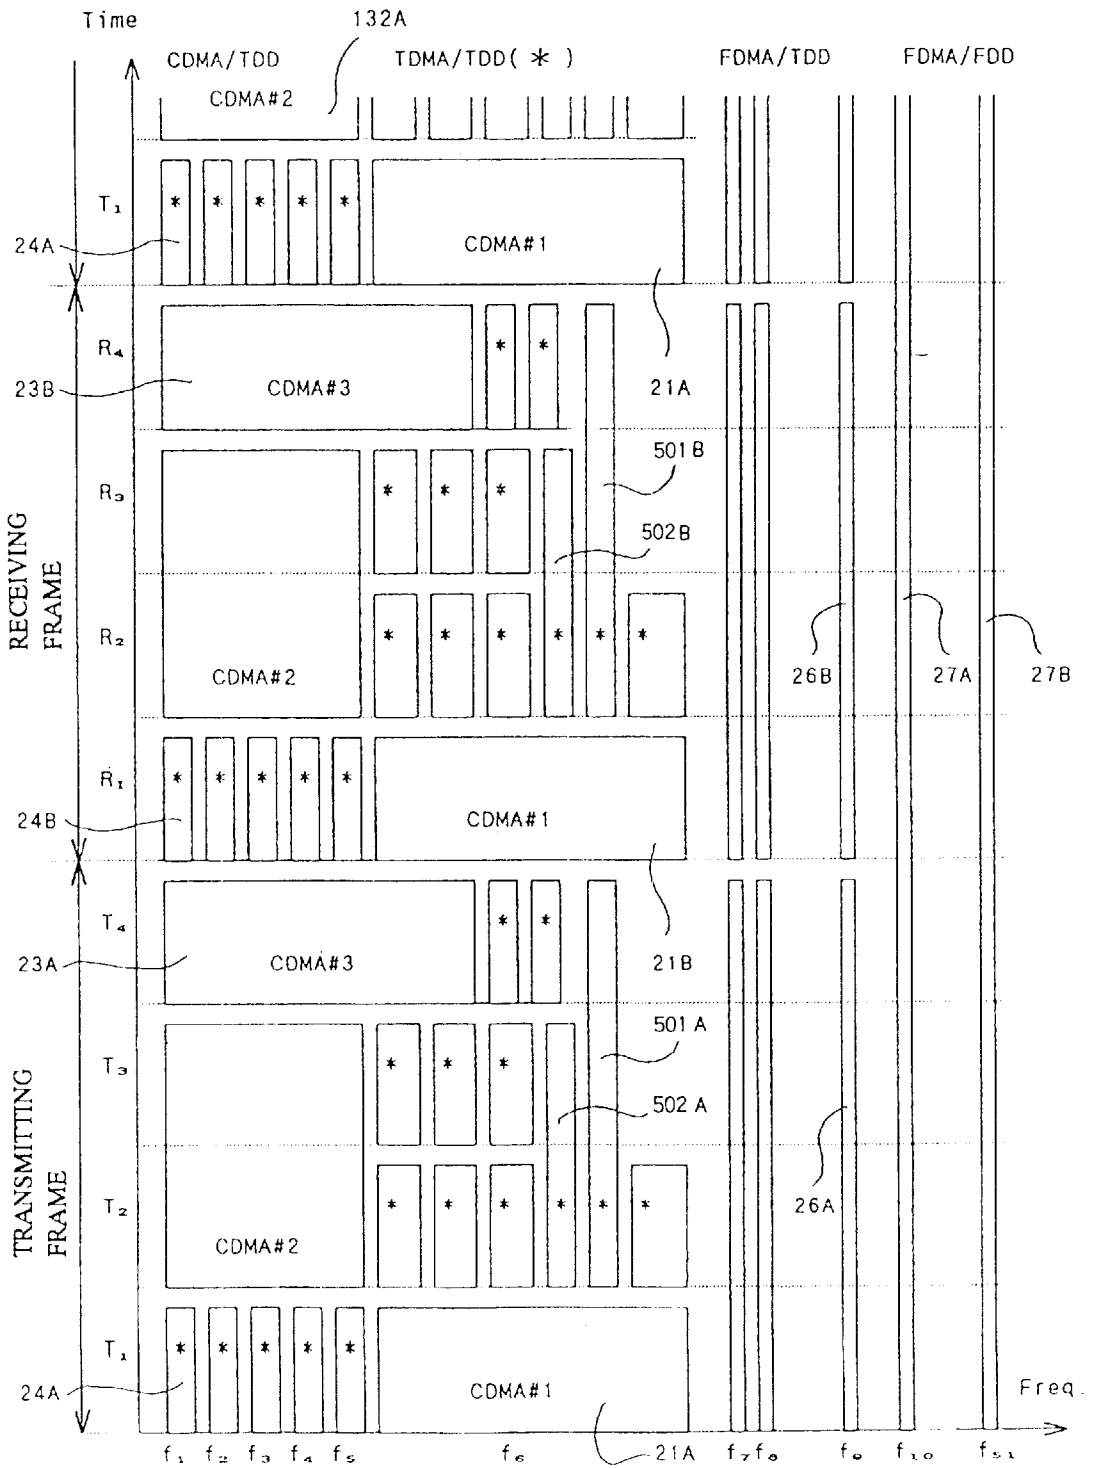 Time
132A
CDMA/TDD
TDMA/TDD( * )
FDMA/TDD
FDMA/FDD
CDMA#2
T₁
* * * * *
24A
CDMA#1
R₄
* *
23B
CDMA#3
21A
501B
R₃
* * *
502B
RECEIVING
FRAME
R₂
* * * * * *
CDMA#2
26B
27A
27B
R₁
* * * * *
24B
CDMA#1
T₄
* *
23A
CDMA#3
21B
501A
T₃
* * *
502A
TRANSMITTING
FRAME
T₂
* * * * * *
26A
CDMA#2
T₁
* * * * *
24A
CDMA#1
Freq.
f₁ f₂ f₃ f₄ f₅ f₆ 21A f₇ f₈ f₉ f₁₀ f₅₁